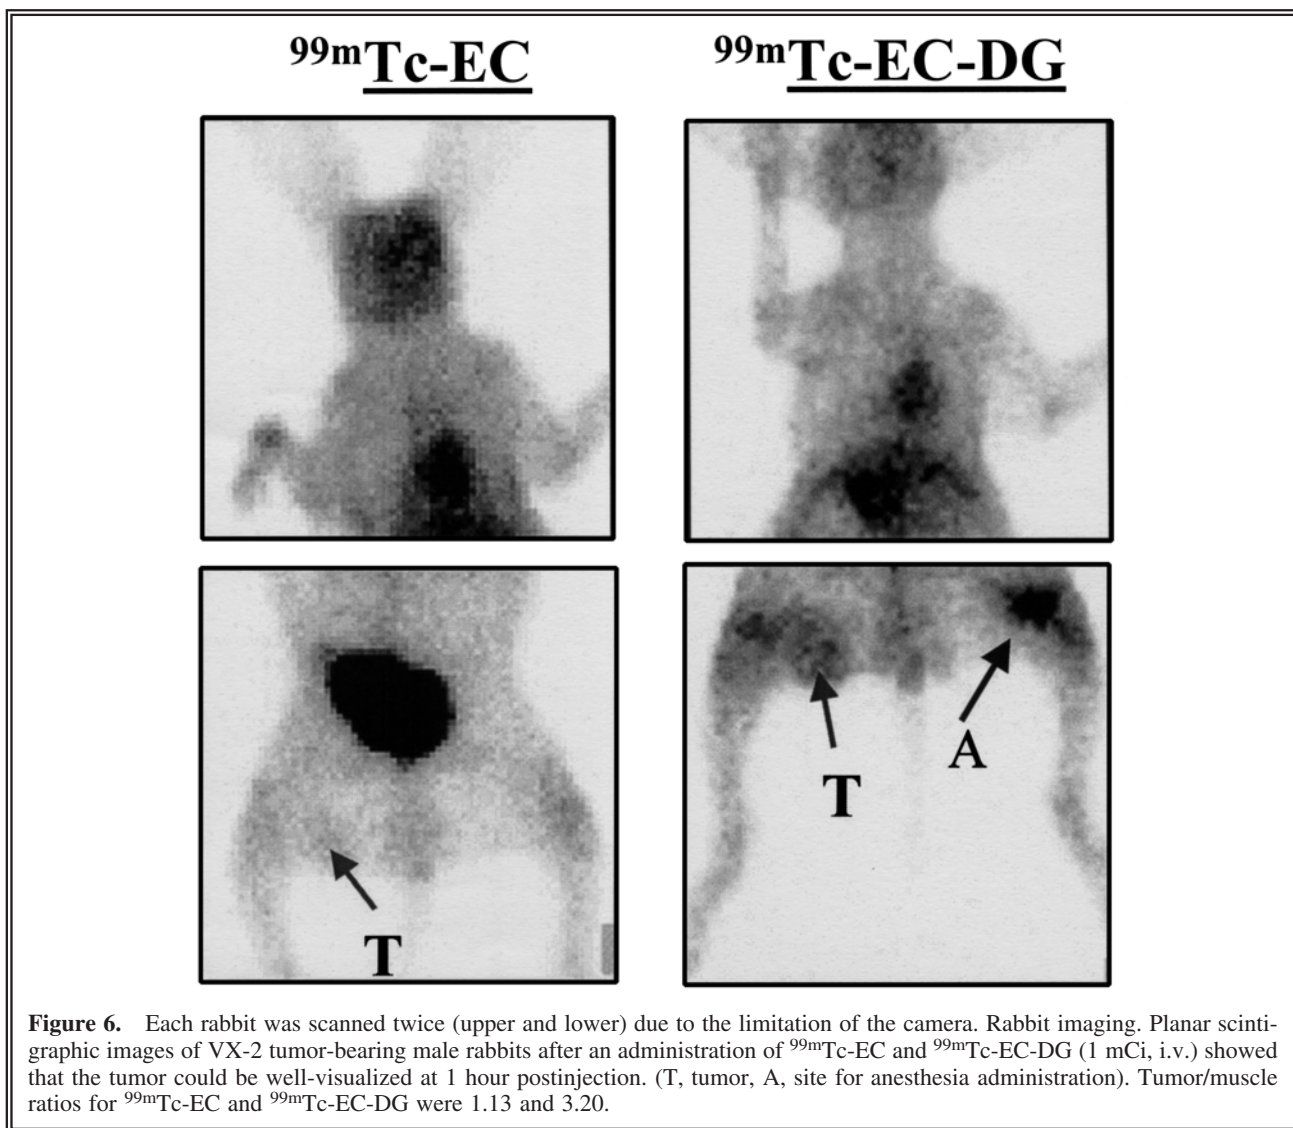 99mTc-EC
99mTc-EC-DG
T
T
A
Figure 6. Each rabbit was scanned twice (upper and lower) due to the limitation of the camera. Rabbit imaging. Planar scinti-
graphic images of VX-2 tumor-bearing male rabbits after an administration of 99mTc-EC and 99mTc-EC-DG (1 mCi, i.v.) showed
that the tumor could be well-visualized at 1 hour postinjection. (T, tumor, A, site for anesthesia administration). Tumor/muscle
ratios for 99mTc-EC and 99mTc-EC-DG were 1.13 and 3.20.